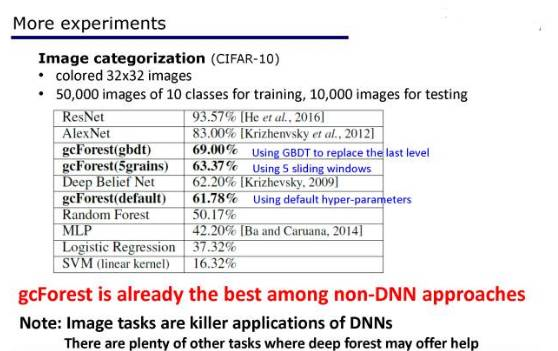 More experiments
Image categorization (CIFAR-10)
• colored 32x32 images
• 50,000 images of 10 classes for training, 10,000 images for testing
ResNet 93.57% [He et al., 2016]
AlexNet 83.00% [Krizhenvsky et al., 2012]
gcForest(gbdt) 69.00% Using GBDT to replace the last level
gcForest(5grains) 63.37% Using 5 sliding windows
Deep Belief Net 62.20% [Krizhevsky, 2009]
gcForest(default) 61.78% Using default hyper-parameters
Random Forest 50.17%
MLP 42.20% [Ba and Caruana, 2014]
Logistic Regression 37.32%
SVM (linear kernel) 16.32%
gcForest is already the best among non-DNN approaches
Note: Image tasks are killer applications of DNNs
There are plenty of other tasks where deep forest may offer help